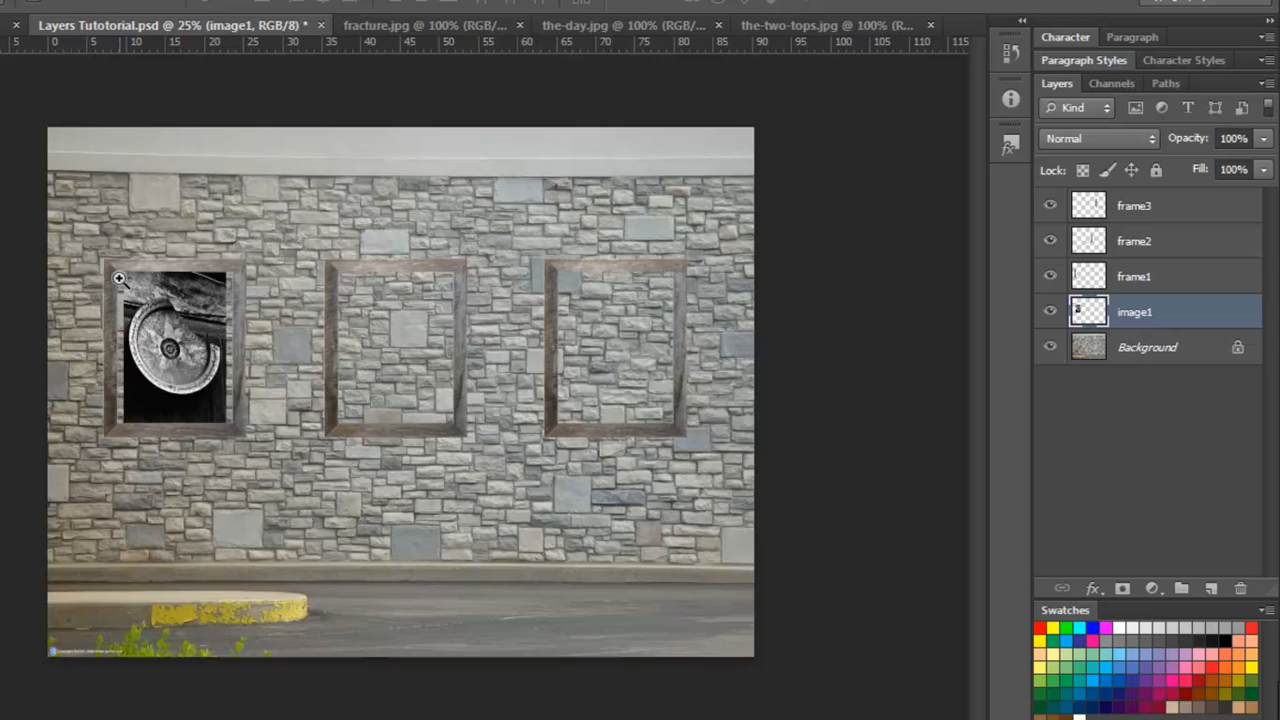 Layers Tutotorial.psd @ 25% (image1, RGB/8) * × fracture.jpg @ 100% (RGB/... × the-day.jpg @ 100% (RGB/... × the-two-tops.jpg @ 100% (R... ×
5 0 5 10 15 20 25 30 35 40 45 50 55 60 65 70 75 80 85 90 95 100 105 110 115
Character Paragraph
Paragraph Styles Character Styles
Layers Channels Paths
Kind
Normal Opacity: 100%
Lock: Fill: 100%
frame3
frame2
frame1
image1
Background
Swatches